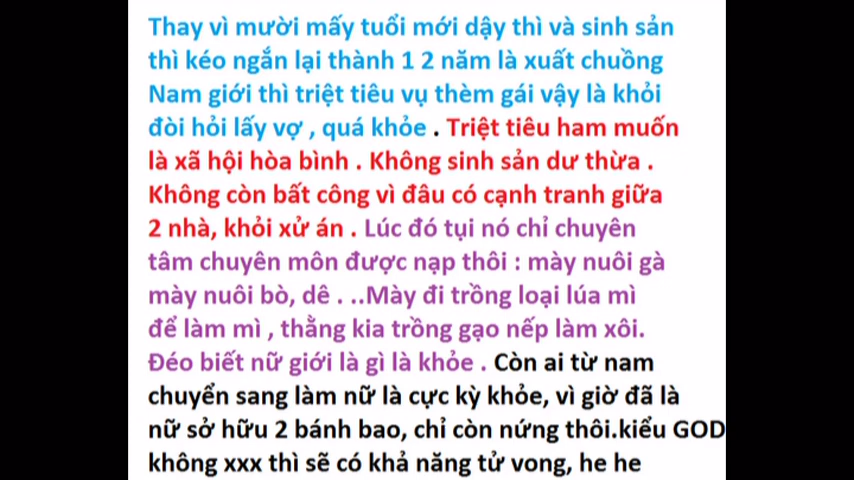 Thay vì mười mấy tuổi mới dậy thì và sinh sản
thì kéo ngắn lại thành 1 2 năm là xuất chuồng
Nam giới thì triệt tiêu vụ thèm gái vậy là khỏi
đòi hỏi lấy vợ , quá khỏe . Triệt tiêu ham muốn
là xã hội hòa bình . Không sinh sản dư thừa .
Không còn bất công vì đâu có cạnh tranh giữa
2 nhà, khỏi xử án . Lúc đó tụi nó chỉ chuyên
tâm chuyên môn được nạp thôi : mày nuôi gà
mày nuôi bò, dê . ..Mày đi trồng loại lúa mì
để làm mì , thằng kia trồng gạo nếp làm xôi.
Đéo biết nữ giới là gì là khỏe . Còn ai từ nam
chuyển sang làm nữ là cực kỳ khỏe, vì giờ đã là
nữ sở hữu 2 bánh bao, chỉ còn nứng thôi.kiểu GOD
không xxx thì sẽ có khả năng tử vong, he he